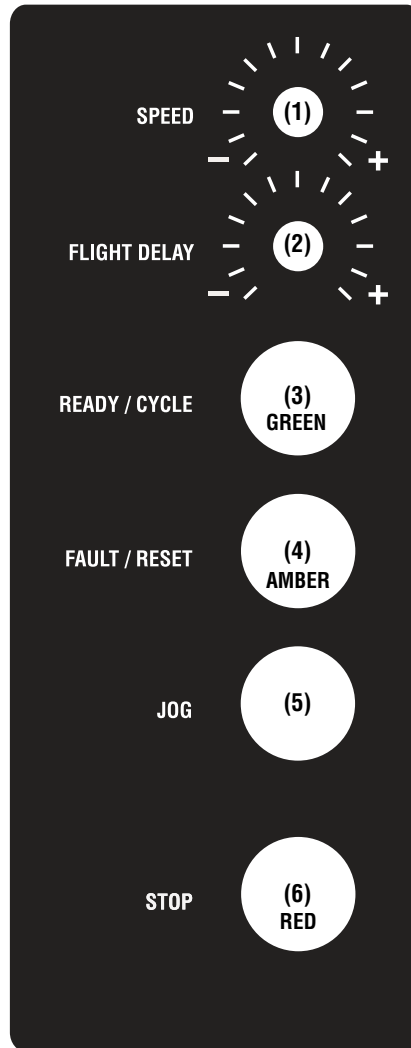 SPEED – (1) +
FLIGHT DELAY – (2) +
READY / CYCLE (3)
GREEN
FAULT / RESET (4)
AMBER
JOG (5)
STOP (6)
RED